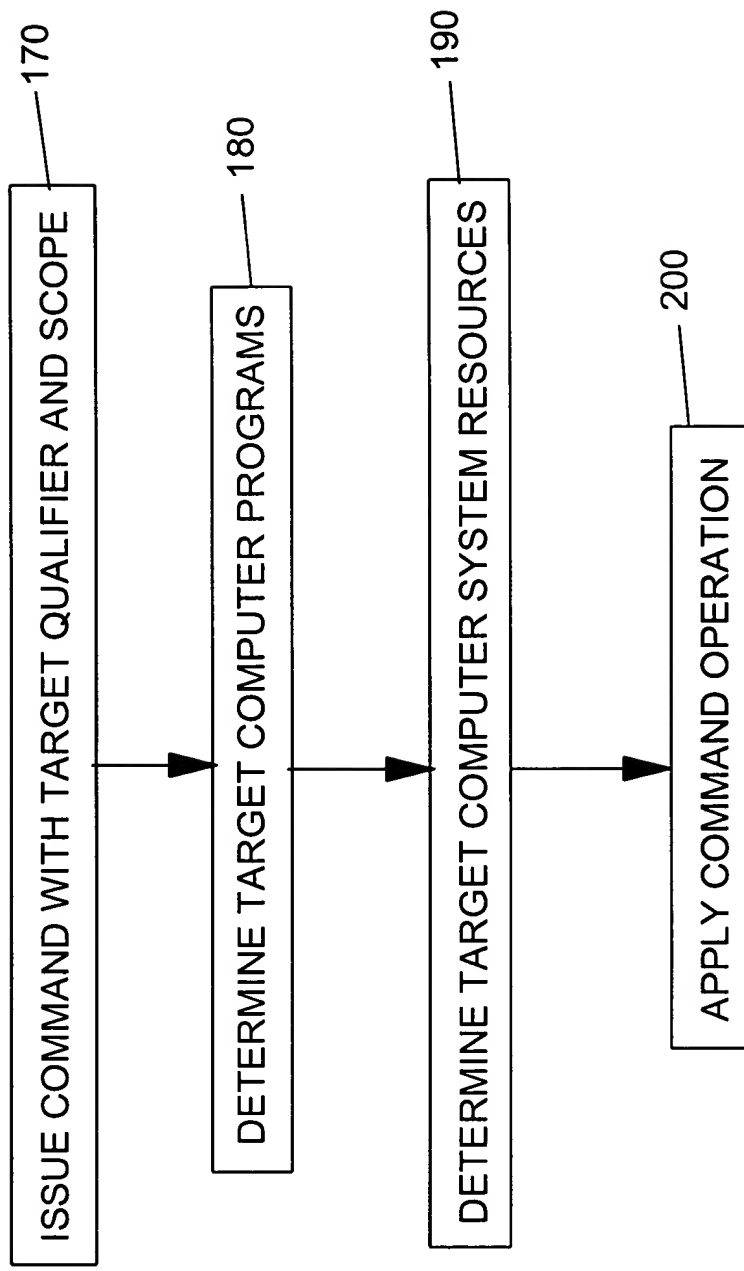 ISSUE COMMAND WITH TARGET QUALIFIER AND SCOPE
170
DETERMINE TARGET COMPUTER PROGRAMS
180
DETERMINE TARGET COMPUTER SYSTEM RESOURCES
190
APPLY COMMAND OPERATION
200